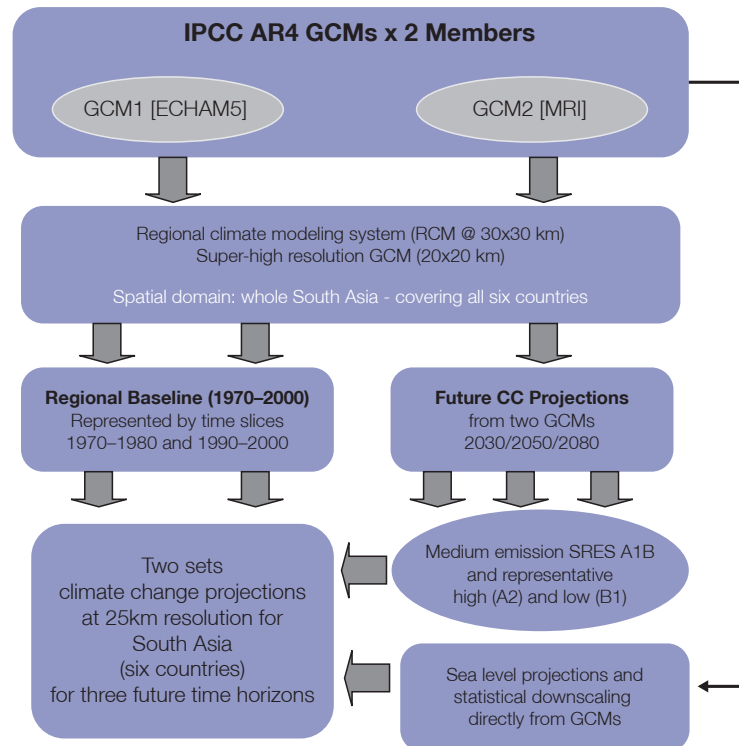 IPCC AR4 GCMs x 2 Members
GCM1 [ECHAM5]
GCM2 [MRI]
Regional climate modeling system (RCM @ 30x30 km)
Super-high resolution GCM (20x20 km)
Spatial domain: whole South Asia - covering all six countries
Regional Baseline (1970–2000)
Represented by time slices
1970–1980 and 1990–2000
Future CC Projections
from two GCMs
2030/2050/2080
Two sets
climate change projections
at 25km resolution for
South Asia
(six countries)
for three future time horizons
Medium emission SRES A1B
and representative
high (A2) and low (B1)
Sea level projections and
statistical downscaling
directly from GCMs